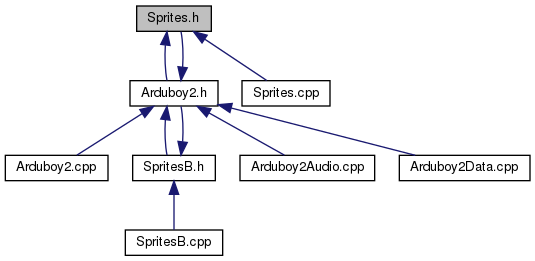 Sprites.h
Arduboy2.h
Sprites.cpp
Arduboy2.cpp
SpritesB.h
Arduboy2Audio.cpp
Arduboy2Data.cpp
SpritesB.cpp